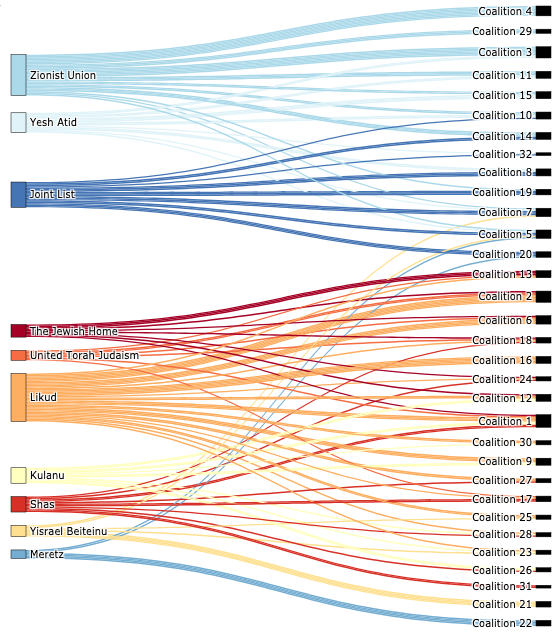 Zionist Union
Yesh Atid
Joint List
The Jewish Home
United Torah Judaism
Likud
Kulanu
Shas
Yisrael Beiteinu
Meretz
Coalition 4
Coalition 29
Coalition 3
Coalition 11
Coalition 15
Coalition 10
Coalition 14
Coalition 32
Coalition 8
Coalition 19
Coalition 7
Coalition 5
Coalition 20
Coalition 13
Coalition 2
Coalition 6
Coalition 18
Coalition 16
Coalition 24
Coalition 12
Coalition 1
Coalition 30
Coalition 9
Coalition 27
Coalition 17
Coalition 25
Coalition 28
Coalition 23
Coalition 26
Coalition 31
Coalition 21
Coalition 22